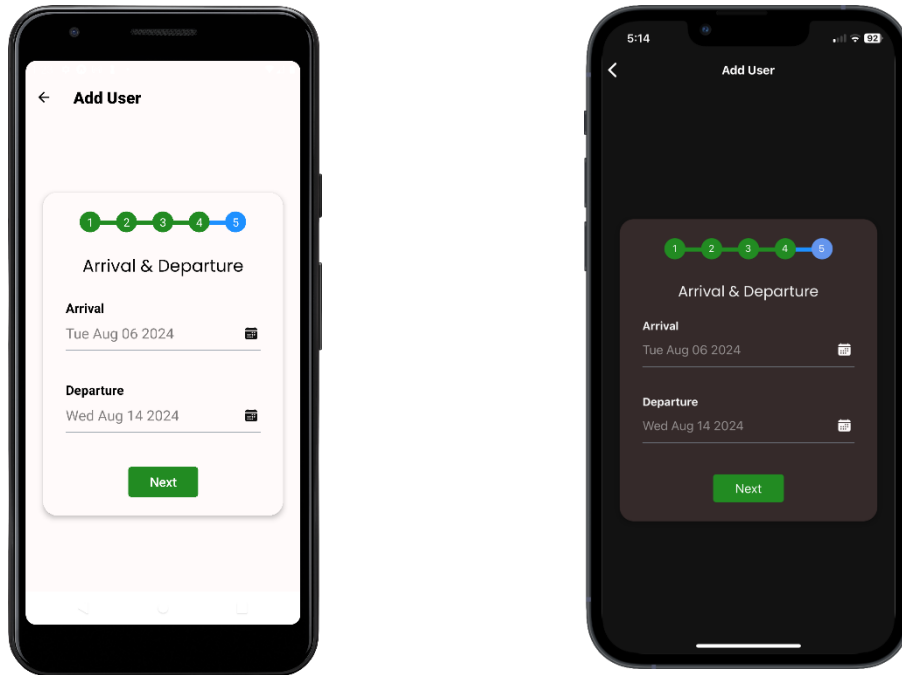 Add User
1 2 3 4 5
Arrival & Departure
Arrival
Tue Aug 06 2024
Departure
Wed Aug 14 2024
Next
5:14
92
Add User
1 2 3 4 5
Arrival & Departure
Arrival
Tue Aug 06 2024
Departure
Wed Aug 14 2024
Next